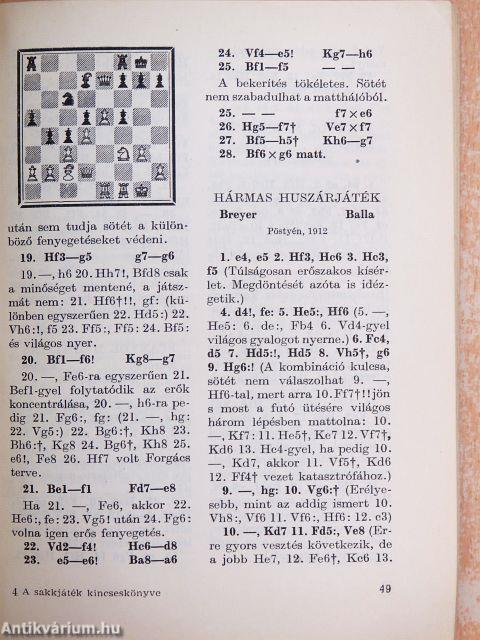 után sem tudja sötét a külön-
böző fenyegetéseket védeni.
19. Hf3—g5 g7—g6
19.—, h6 20. Hh7!, Bfd8 csak
a minőséget mentené, a játsz-
mát nem: 21. Hf6†!!, gf: (kü-
lönben egyszerűen 22. Hd5:) 22.
Vh6:!, f5 23. Ff5:, Ff5: 24. Bf5:
és világos nyer.
20. Bf1—f6! Kg8—g7
20.—, Fe6-ra egyszerűen 21.
Bef1-gyel folytatódik az erők
koncentrálása, 20. —, h6-ra pe-
dig 21. Fg6:, fg: (21. —, hg:
22. Vg5:) 22. Bg6:†, Kh8 23.
Bh6:†, Kg8 24. Bg6†, Kh8 25.
e6!, Fe8 26. Hf7 volt Forgács
terve.
21. Be1—f1 Fd7—e8
Ha 21. —, Fe6, akkor 22.
He6:, fe: 23. Vg5! után 24. Fg6:
volna igen erős fenyegetés.
22. Vd2—f4! Hc6—d8
23. e5—e6! Ba8—a6
4 A sakkjáték kincseskönyve
24. Vf4—e5! Kg7—h6
25. Bf1—f5 — —
A bekerítés tökéletes. Sötét
nem szabadulhat a matthálóból.
25. — — f7×e6
26. Hg5—f7† Ve7×f7
27. Bf5—h5† Kh6—g7
28. Bf6×g6 matt.
HÁRMAS HUSZÁRJÁTÉK
Breyer Balla
Pöstyén, 1912
1. e4, e5 2. Hf3, Hc6 3. Hc3,
f5 (Túlságosan erőszakos kísér-
let. Megdöntését azóta is idéz-
getik.)
4. d4!, fe: 5. He5:, Hf6 (5. —,
He5: 6. de:, Fb4 6. Vd4-gyel
világos gyalogot nyerne.) 6. Fc4,
d5 7. Hd5:!, Hd5 8. Vh5†, g6
9. Hg6:! (A kombináció kulcsa,
sötét nem válaszolhat 9. —,
Hf6-tal, mert arra 10. Ff7†!! jön
s most a futó ütésére világos
három lépésben mattolna: 10.
—, Kf7: 11. He5†, Ke7 12. Vf7†,
Kd6 13. Hc4-gyel, ha pedig 10.
—, Kd7, akkor 11. Vf5†, Kd6
12. Ff4† vezet katasztrófához.)
9. —, hg: 10. Vg6:† (Erélye-
sebb, mint az addig ismert 10.
Vh8:, Vf6 11. Vf6:, Hf6: 12. c3)
10. —, Kd7 11. Fd5:, Ve8 (Er-
re gyors vesztés következik, de
a jobb He7, 12. Fe6†, Kc6 13.
49
Antikvárium.hu